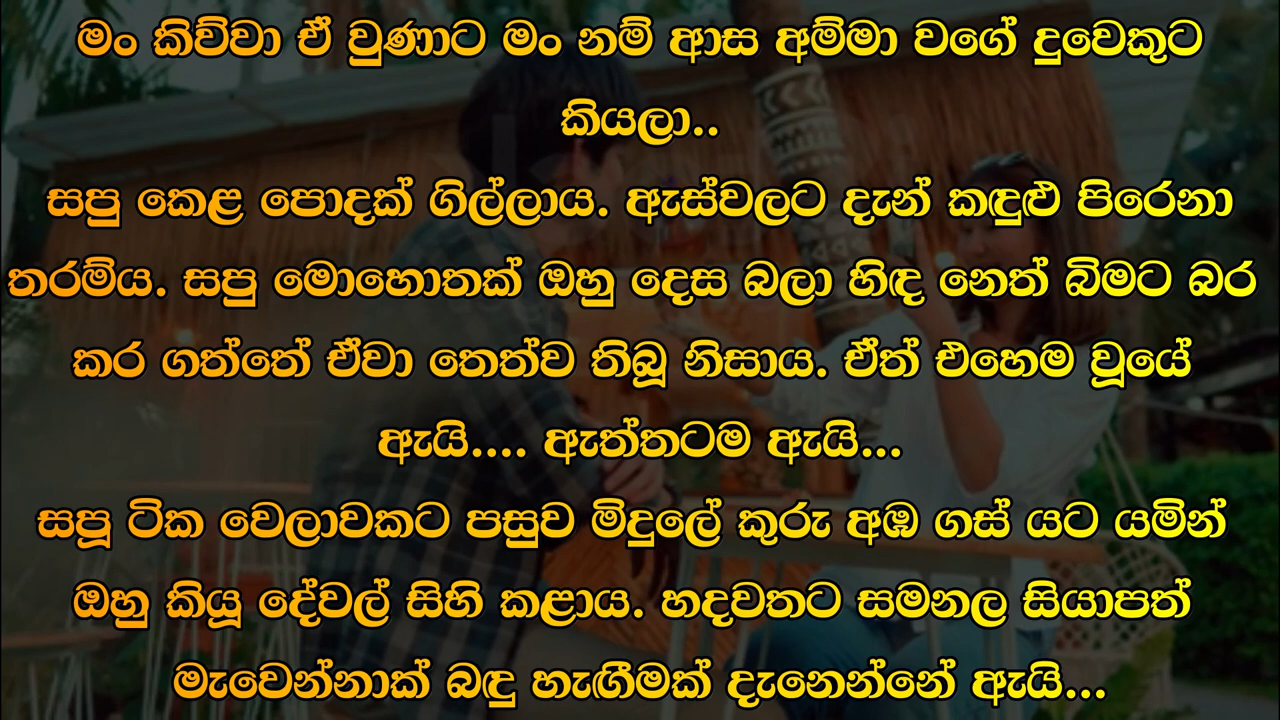 මං කිව්වා ඒ වුණාට මං නම් ආස අම්මා වගේ දුවෙකුට
කියලා..
සපු කෙළ පොදක් ගිල්ලාය. ඇස්වලට දැන් කඳුළු පිරෙනා
තරම්ය. සපු මොහොතක් ඔහු දෙස බලා හිඳ නෙත් බිමට බර
කර ගත්තේ ඒවා තෙත්ව තිබූ නිසාය. ඒත් එහෙම වූයේ
ඇයි.... ඇත්තටම ඇයි...
සපූ ටික වෙලාවකට පසුව මිදුලේ කුරු අඹ ගස් යට යමින්
ඔහු කියූ දේවල් සිහි කළාය. හදවතට සමනල සියාපත්
මැවෙන්නාක් බඳු හැඟීමක් දැනෙන්නේ ඇයි...